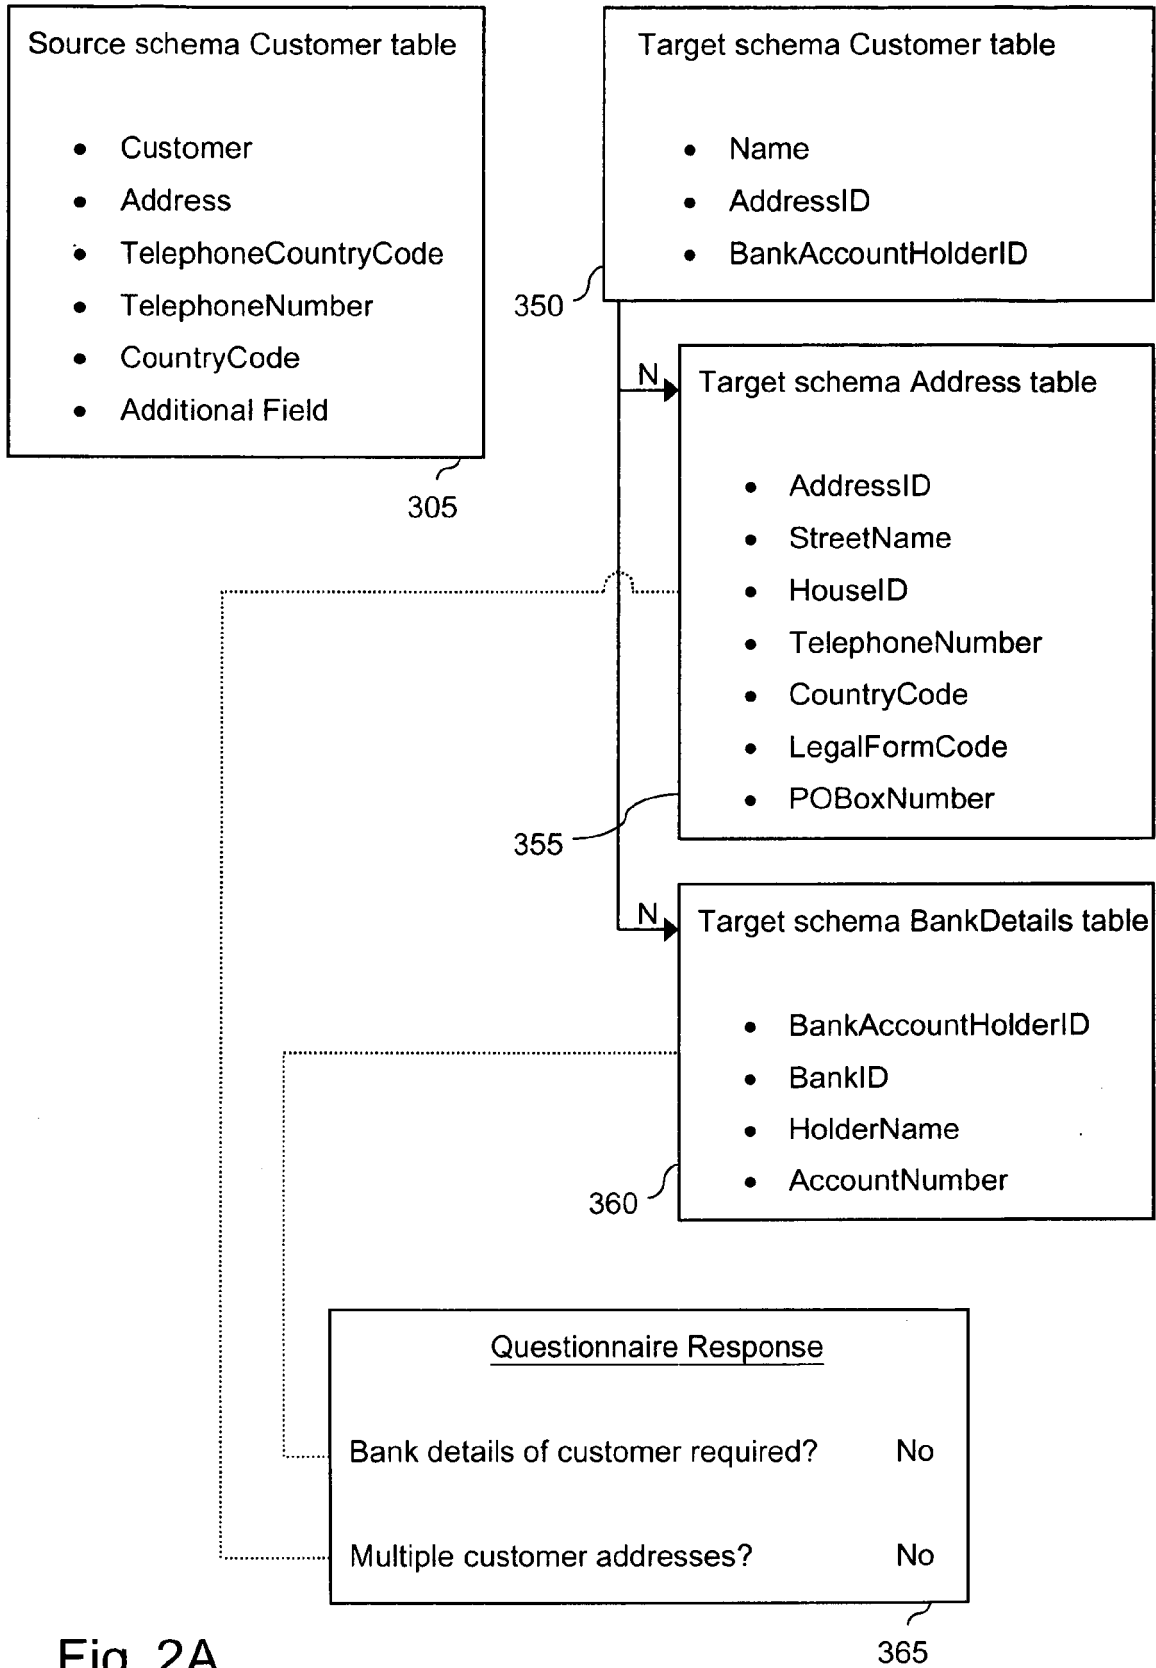 Source schema Customer table
• Customer
• Address
• TelephoneCountryCode
• TelephoneNumber
• CountryCode
• Additional Field
305
Target schema Customer table
• Name
• AddressID
• BankAccountHolderID
350
N
Target schema Address table
• AddressID
• StreetName
• HouseID
• TelephoneNumber
• CountryCode
• LegalFormCode
• POBoxNumber
355
N
Target schema BankDetails table
• BankAccountHolderID
• BankID
• HolderName
• AccountNumber
360
Questionnaire Response
Bank details of customer required? No
Multiple customer addresses? No
365
Fig. 2A